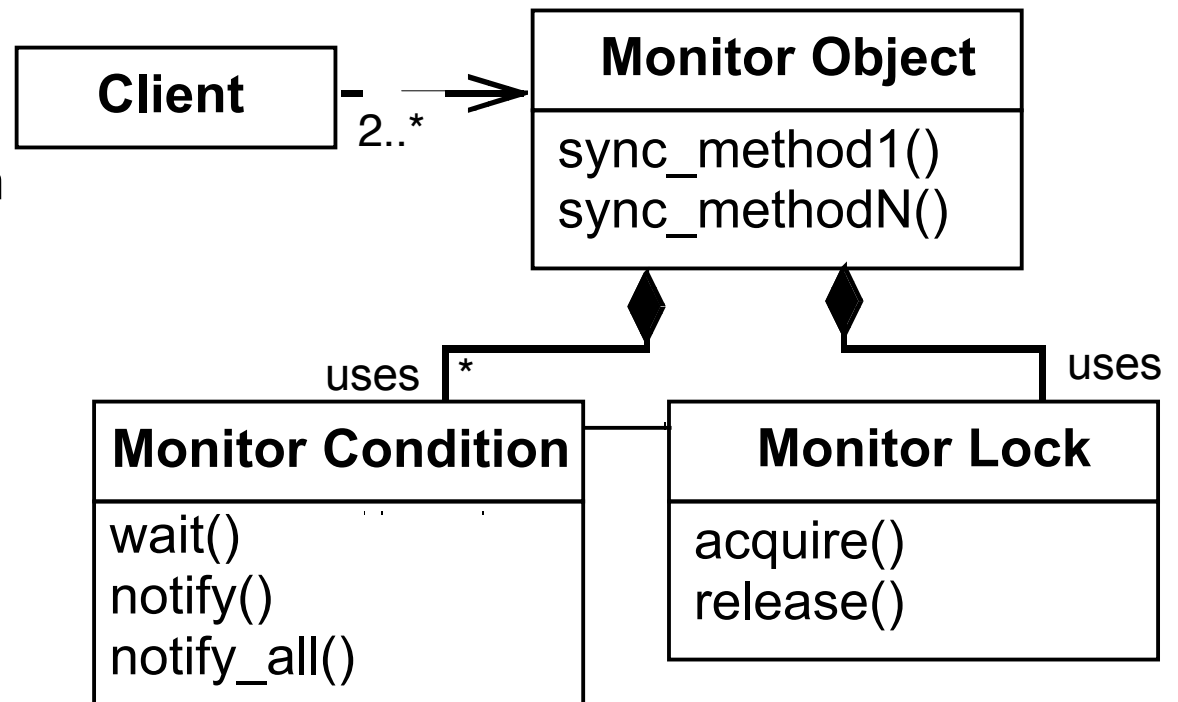 Client
2..*
Monitor Object
sync_method1()
sync_methodN()
uses
*
uses
Monitor Condition
wait()
notify()
notify_all()
Monitor Lock
acquire()
release()